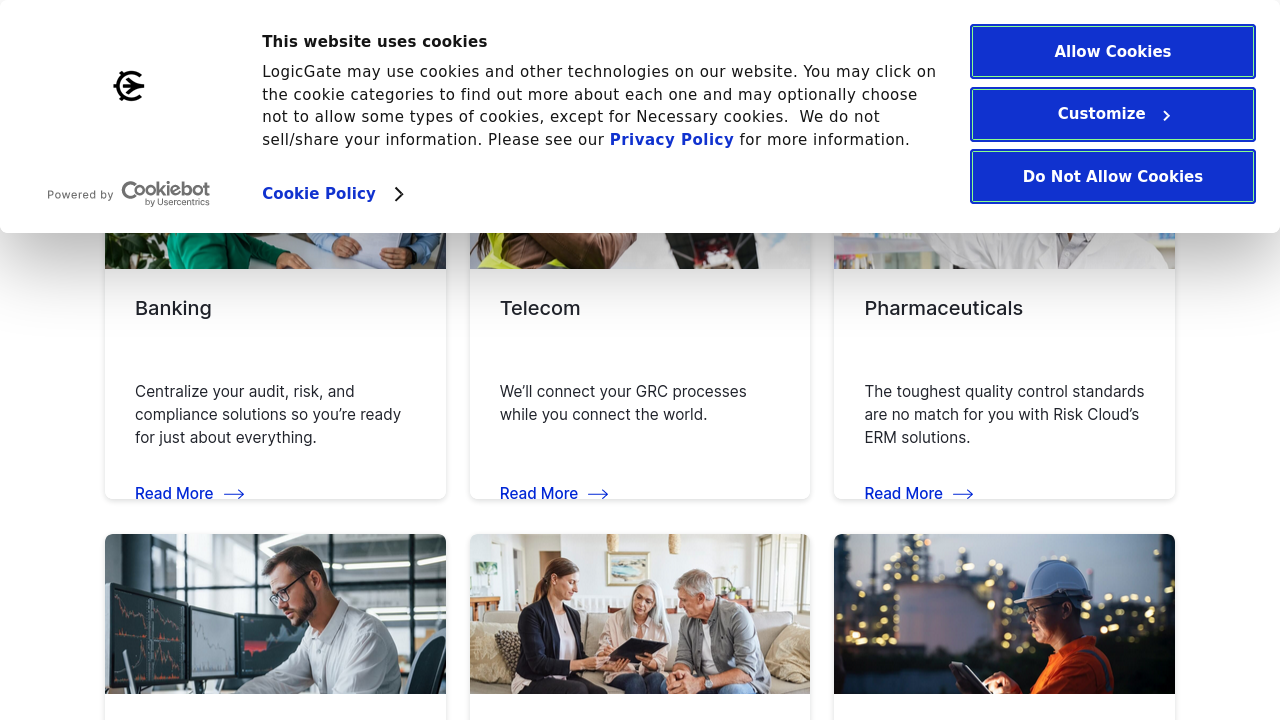 This website uses cookies
LogicGate may use cookies and other technologies on our website. You may click on
the cookie categories to find out more about each one and may optionally choose
not to allow some types of cookies, except for Necessary cookies.  We do not
sell/share your information. Please see our Privacy Policy for more information.
Cookie Policy
Powered by Cookiebot
by Usercentrics
Allow Cookies
Customize
Do Not Allow Cookies
Banking
Centralize your audit, risk, and
compliance solutions so you’re ready
for just about everything.
Read More
Telecom
We’ll connect your GRC processes
while you connect the world.
Read More
Pharmaceuticals
The toughest quality control standards
are no match for you with Risk Cloud’s
ERM solutions.
Read More